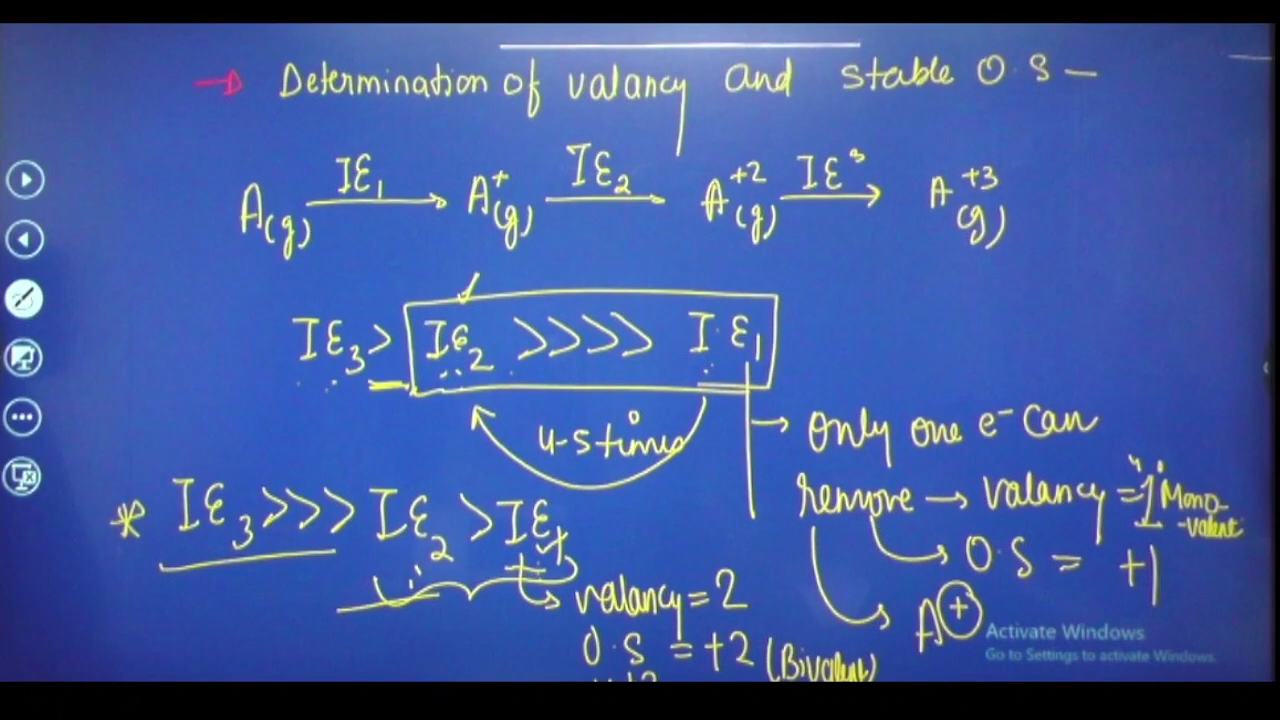 → Determination of valancy and stable O.S —
A(g) IE₁→ A⁺(g) IE₂→ A⁺²(g) IE³→ A⁺³(g)
IE₃ > IE₂ >>>> I.E₁
4-5 times
→ only one e⁻ can
remove → valancy = "1" Mono-
-valent
O.S = +1
A⁺
* IE₃ >>> IE₂ > IE₁
→ valancy = 2
O.S = +2 (Bivalent)
Activate Windows
Go to Settings to activate Windows.